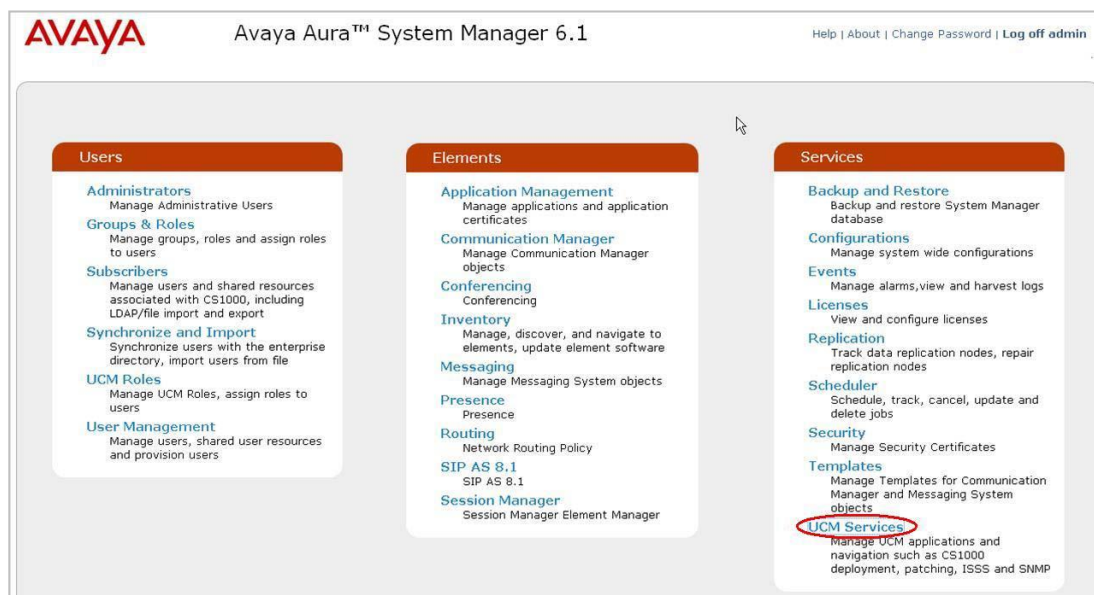 AVAYA
Avaya Aura™ System Manager 6.1
Help | About | Change Password | Log off admin
Users
Administrators
Manage Administrative Users
Groups & Roles
Manage groups, roles and assign roles
to users
Subscribers
Manage users and shared resources
associated with CS1000, including
LDAP/file import and export
Synchronize and Import
Synchronize users with the enterprise
directory, import users from file
UCM Roles
Manage UCM Roles, assign roles to
users
User Management
Manage users, shared user resources
and provision users
Elements
Application Management
Manage applications and application
certificates
Communication Manager
Manage Communication Manager
objects
Conferencing
Conferencing
Inventory
Manage, discover, and navigate to
elements, update element software
Messaging
Manage Messaging System objects
Presence
Presence
Routing
Network Routing Policy
SIP AS 8.1
SIP AS 8.1
Session Manager
Session Manager Element Manager
Services
Backup and Restore
Backup and restore System Manager
database
Configurations
Manage system wide configurations
Events
Manage alarms,view and harvest logs
Licenses
View and configure licenses
Replication
Track data replication nodes, repair
replication nodes
Scheduler
Schedule, track, cancel, update and
delete jobs
Security
Manage Security Certificates
Templates
Manage Templates for Communication
Manager and Messaging System
objects
UCM Services
Manage UCM applications and
navigation such as CS1000
deployment, patching, ISSS and SNMP